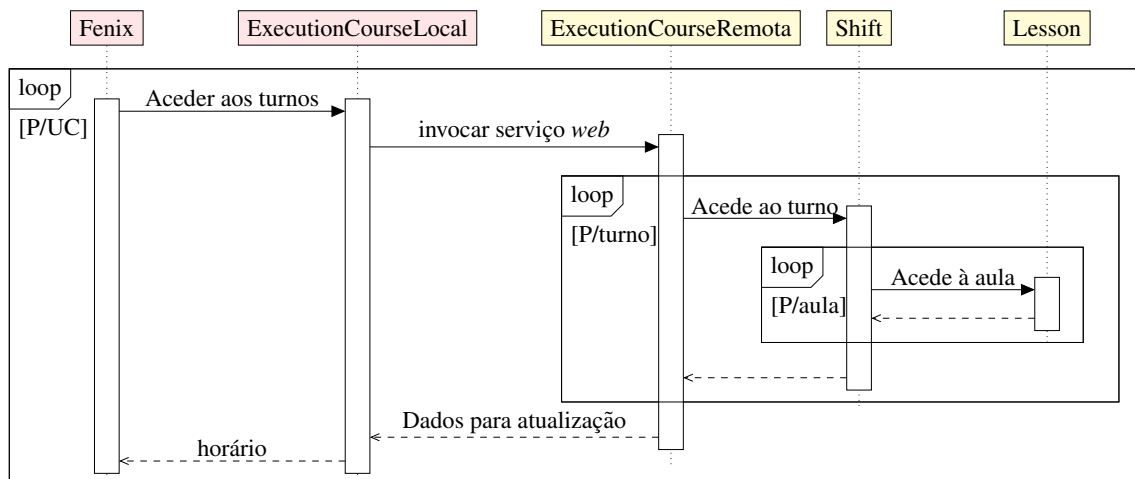 Fenix
ExecutionCourseLocal
ExecutionCourseRemota
Shift
Lesson
loop
[P/UC]
Aceder aos turnos
invocar serviço web
loop
[P/turno]
Acede ao turno
loop
[P/aula]
Acede à aula
Dados para atualização
horário